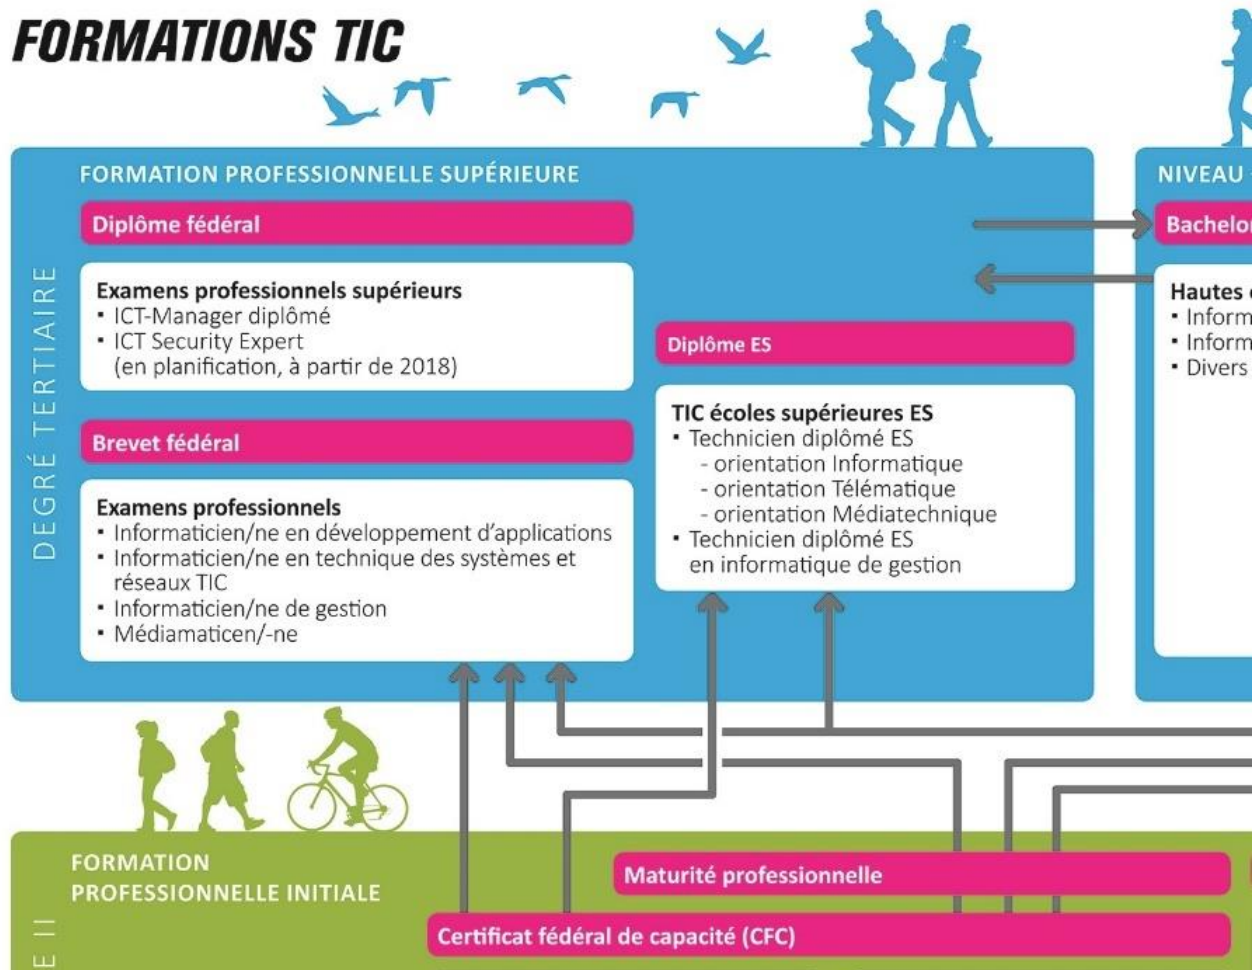 FORMATIONS TIC
FORMATION PROFESSIONNELLE SUPÉRIEURE
Diplôme fédéral
Examens professionnels supérieurs
▪ ICT-Manager diplômé
▪ ICT Security Expert
(en planification, à partir de 2018)
Brevet fédéral
Examens professionnels
▪ Informaticien/ne en développement d'applications
▪ Informaticien/ne en technique des systèmes et
réseaux TIC
▪ Informaticien/ne de gestion
▪ Médiamaticen/-ne
Diplôme ES
TIC écoles supérieures ES
▪ Technicien diplômé ES
- orientation Informatique
- orientation Télématique
- orientation Médiatechnique
▪ Technicien diplômé ES
en informatique de gestion
DEGRÉ TERTIAIRE
NIVEAU
Bachelor
Hautes
▪ Inform
▪ Inform
▪ Divers
FORMATION
PROFESSIONNELLE INITIALE
Maturité professionnelle
Certificat fédéral de capacité (CFC)
E II